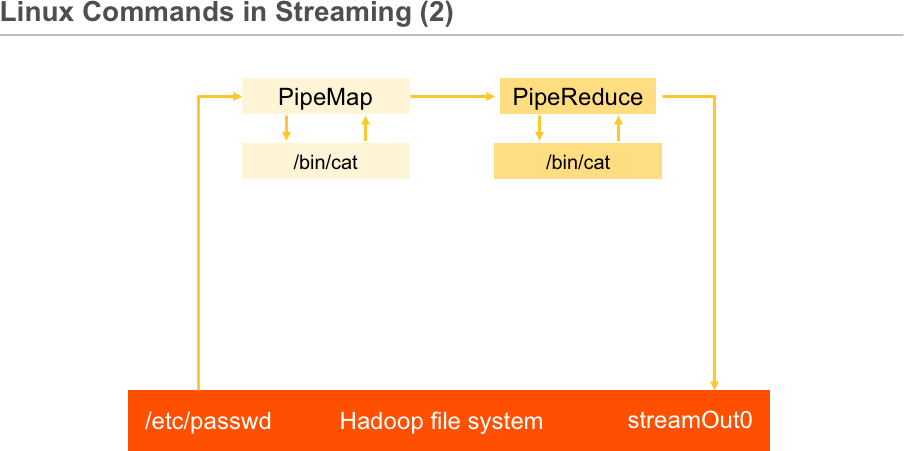 Linux Commands in Streaming (2)
PipeMap
PipeReduce
/bin/cat
/bin/cat
/etc/passwd
Hadoop file system
streamOut0